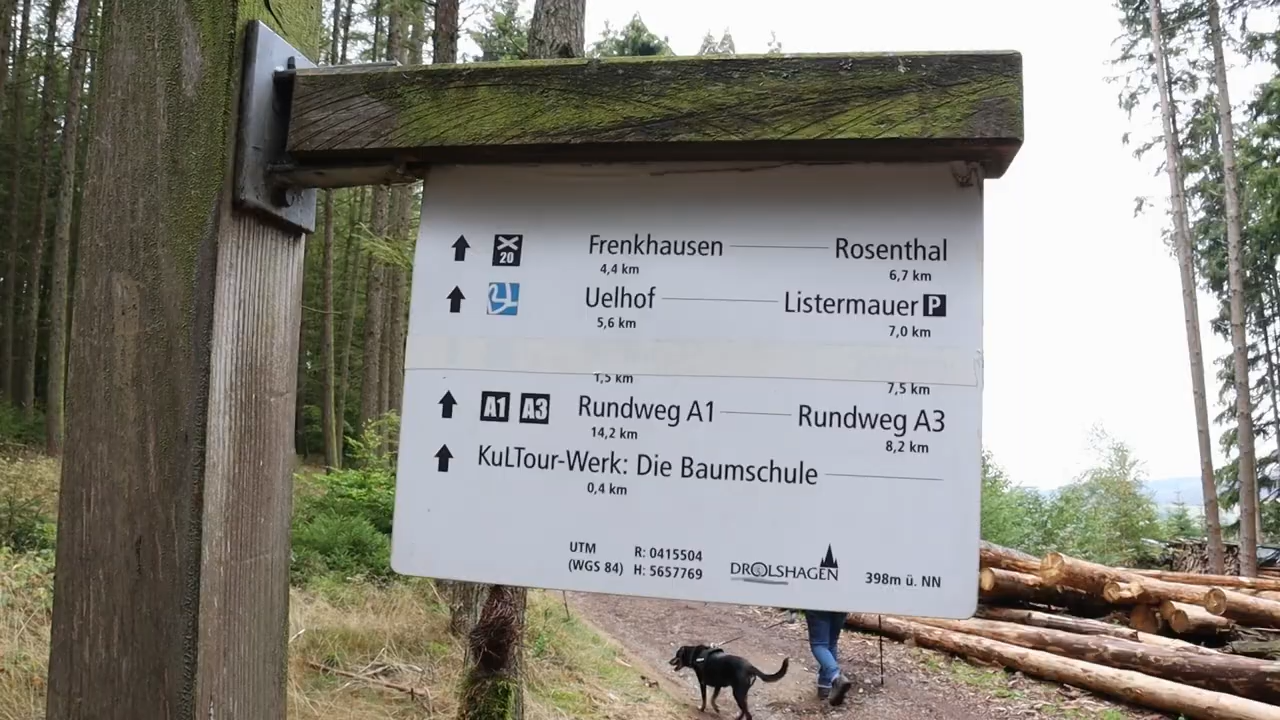 X 20 Frenkhausen Rosenthal
4,4 km 6,7 km
Uelhof Listermauer P
5,6 km 7,0 km
1,5 km 7,5 km
A1 A3 Rundweg A1 Rundweg A3
14,2 km 8,2 km
KuLTour-Werk: Die Baumschule
0,4 km
UTM R: 0415504
(WGS 84) H: 5657769 DROLSHAGEN 398m ü. NN